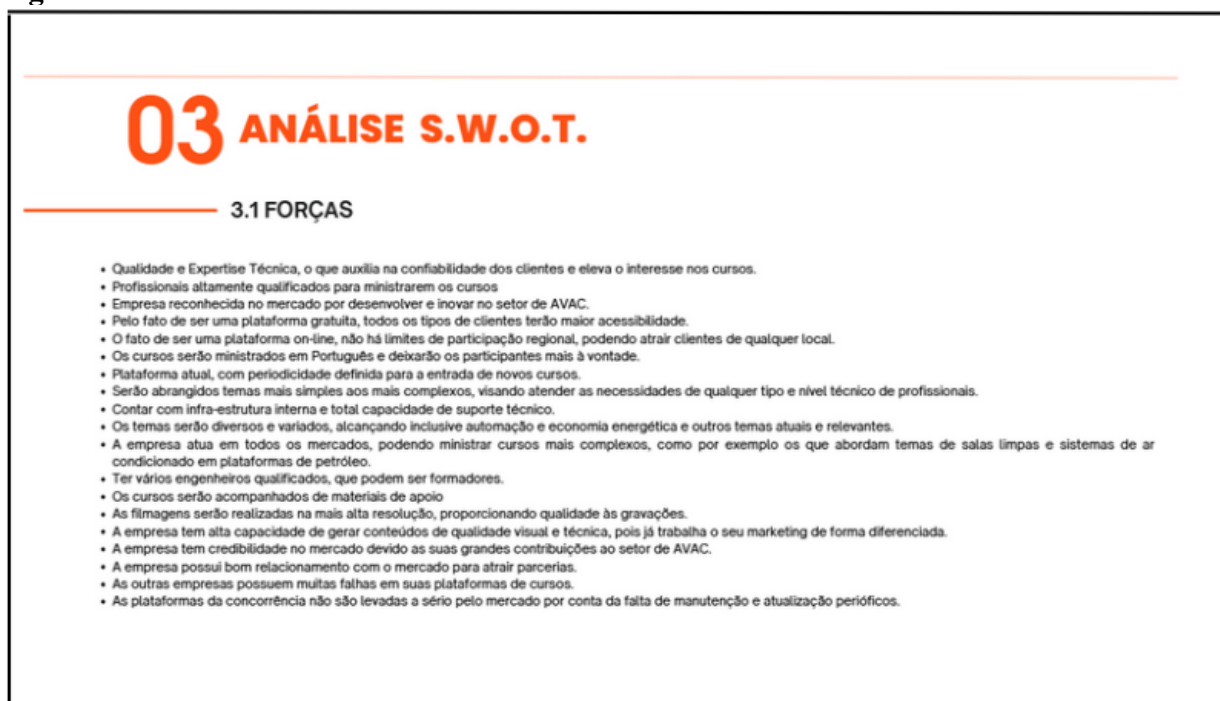 03 ANÁLISE S.W.O.T.
3.1 FORÇAS
• Qualidade e Expertise Técnica, o que auxilia na confiabilidade dos clientes e eleva o interesse nos cursos.
• Profissionais altamente qualificados para ministrarem os cursos
• Empresa reconhecida no mercado por desenvolver e inovar no setor de AVAC.
• Pelo fato de ser uma plataforma gratuita, todos os tipos de clientes terão maior acessibilidade.
• O fato de ser uma plataforma on-line, não há limites de participação regional, podendo atrair clientes de qualquer local.
• Os cursos serão ministrados em Português e deixarão os participantes mais à vontade.
• Plataforma atual, com periodicidade definida para a entrada de novos cursos.
• Serão abrangidos temas mais simples aos mais complexos, visando atender as necessidades de qualquer tipo e nível técnico de profissionais.
• Contar com infra-estrutura interna e total capacidade de suporte técnico.
• Os temas serão diversos e variados, alcançando inclusive automação e economia energética e outros temas atuais e relevantes.
• A empresa atua em todos os mercados, podendo ministrar cursos mais complexos, como por exemplo os que abordam temas de salas limpas e sistemas de ar
condicionado em plataformas de petróleo.
• Ter vários engenheiros qualificados, que podem ser formadores.
• Os cursos serão acompanhados de materiais de apoio
• As filmagens serão realizadas na mais alta resolução, proporcionando qualidade às gravações.
• A empresa tem alta capacidade de gerar conteúdos de qualidade visual e técnica, pois já trabalha o seu marketing de forma diferenciada.
• A empresa tem credibilidade no mercado devido as suas grandes contribuições ao setor de AVAC.
• A empresa possui bom relacionamento com o mercado para atrair parcerias.
• As outras empresas possuem muitas falhas em suas plataformas de cursos.
• As plataformas da concorrência não são levadas a sério pelo mercado por conta da falta de manutenção e atualização perióficos.